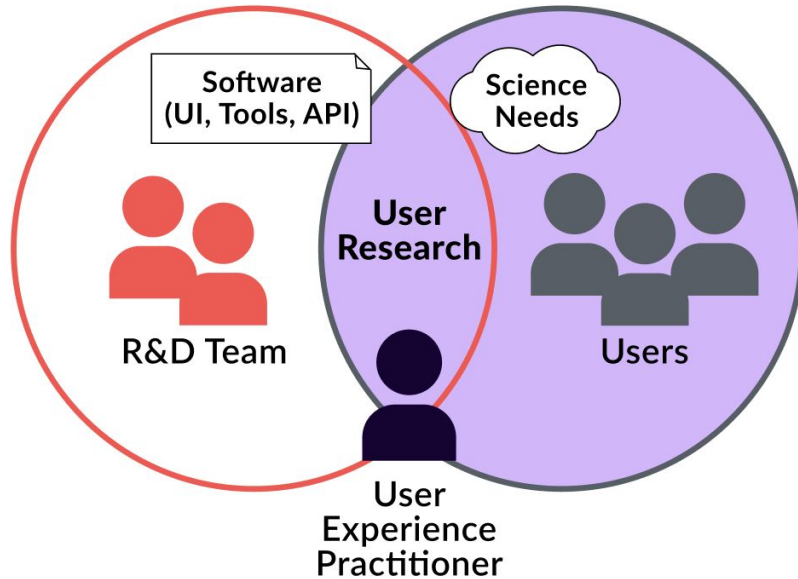 Software
(UI, Tools, API)
Science
Needs
User
Research
R&D Team
Users
User
Experience
Practitioner